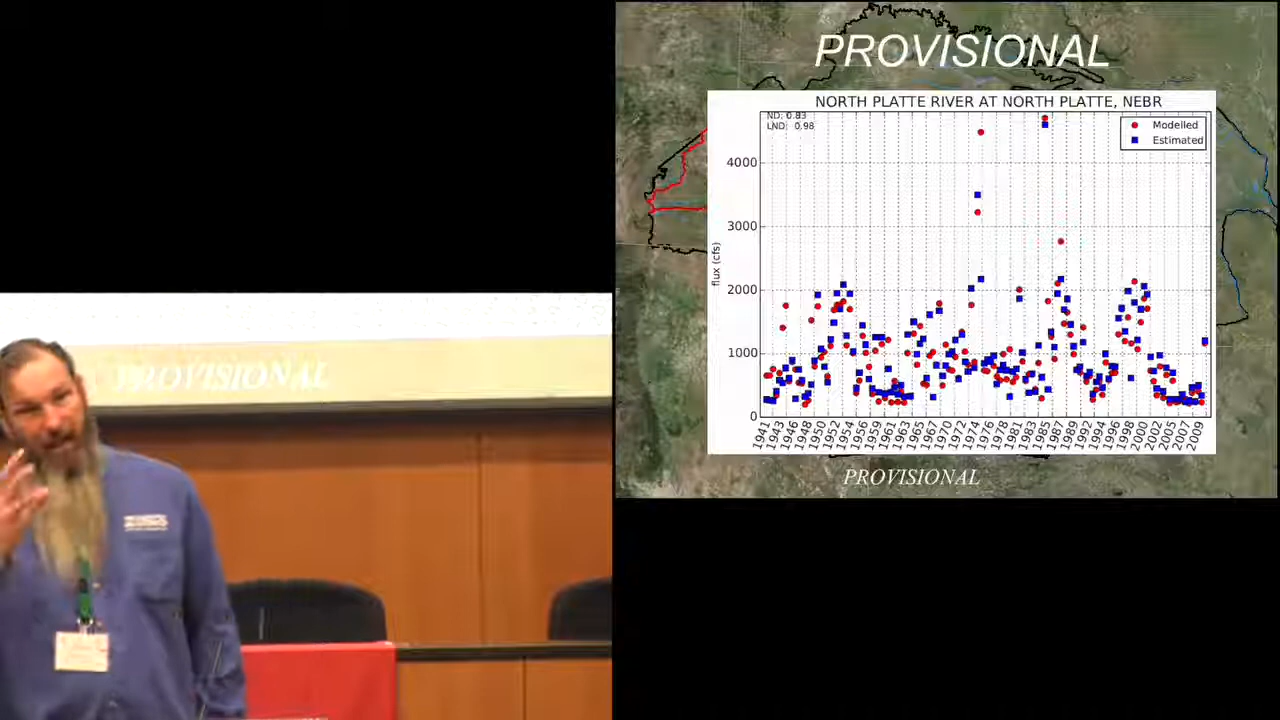 PROVISIONAL
NORTH PLATTE RIVER AT NORTH PLATTE, NEBR
ND: 0.83
LND: 0.98
Modelled
Estimated
flux (cfs)
4000
3000
2000
1000
0
1941 1943 1946 1948 1950 1952 1954 1956 1959 1961 1963 1965 1967 1970 1972 1974 1976 1978 1981 1983 1985 1987 1989 1992 1994 1996 1998 2000 2002 2005 2007 2009
PROVISIONAL
PROVISIONAL
USGS